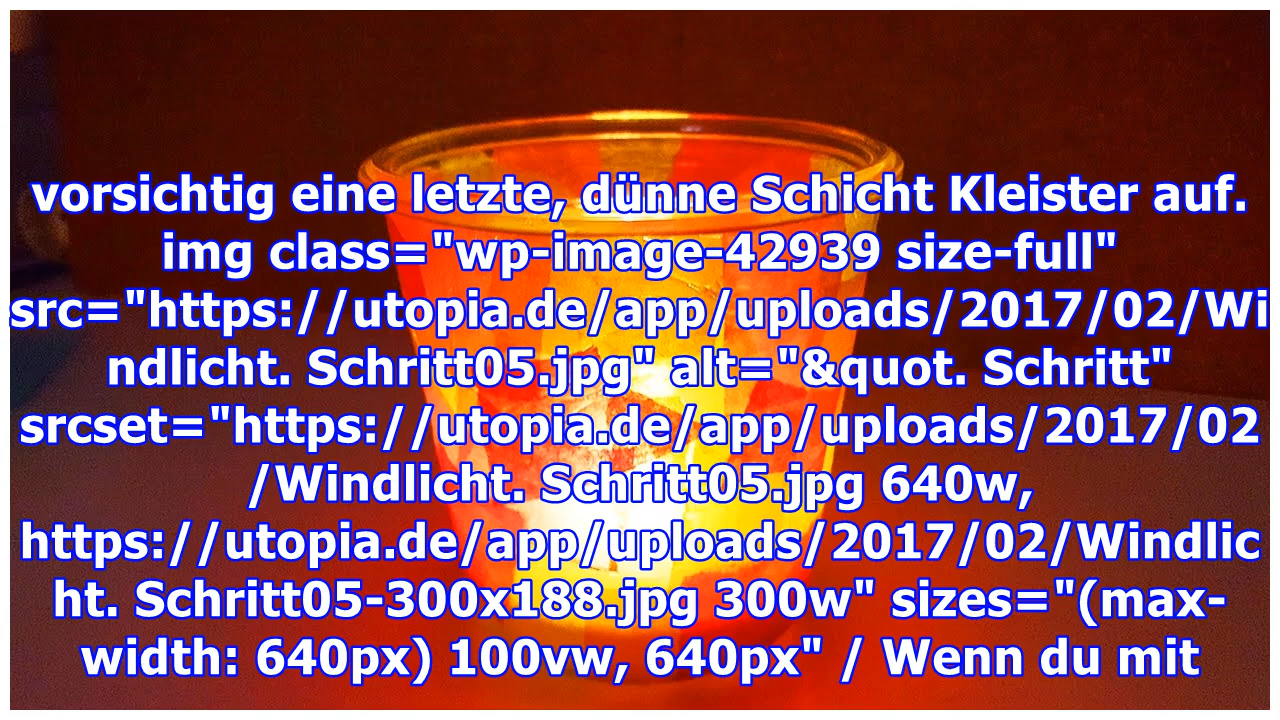 vorsichtig eine letzte, dünne Schicht Kleister auf.
img class="wp-image-42939 size-full"
src="https://utopia.de/app/uploads/2017/02/Wi
ndlicht. Schritt05.jpg" alt="&quot. Schritt"
srcset="https://utopia.de/app/uploads/2017/02
/Windlicht. Schritt05.jpg 640w,
https://utopia.de/app/uploads/2017/02/Windlic
ht. Schritt05-300x188.jpg 300w" sizes="(max-
width: 640px) 100vw, 640px" / Wenn du mit